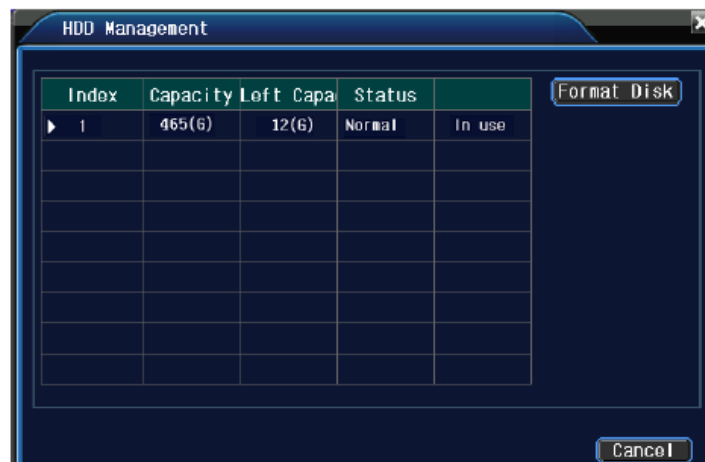 HDD Management
Index Capacity Left Capa Status
Format Disk
1 465(G) 12(G) Normal In use
Cancel